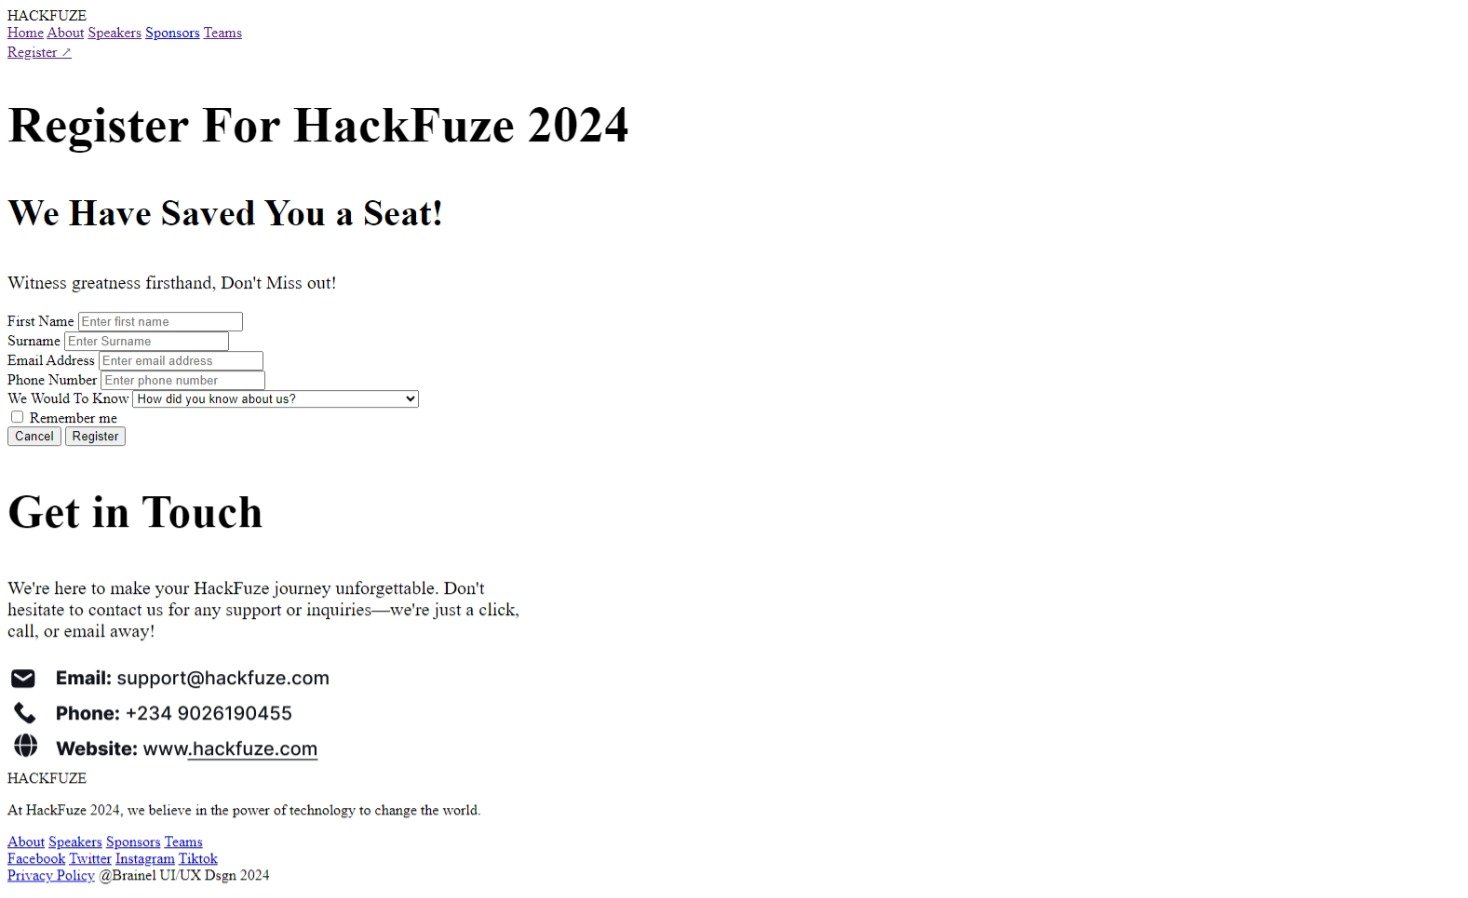 HACKFUZE
Home About Speakers Sponsors Teams
Register ↗
Register For HackFuze 2024
We Have Saved You a Seat!
Witness greatness firsthand, Don't Miss out!
First Name Enter first name
Surname Enter Surname
Email Address Enter email address
Phone Number Enter phone number
We Would To Know How did you know about us?
Remember me
Cancel Register
Get in Touch
We're here to make your HackFuze journey unforgettable. Don't
hesitate to contact us for any support or inquiries—we're just a click,
call, or email away!
Email: support@hackfuze.com
Phone: +234 9026190455
Website: www.hackfuze.com
HACKFUZE
At HackFuze 2024, we believe in the power of technology to change the world.
About Speakers Sponsors Teams
Facebook Twitter Instagram Tiktok
Privacy Policy @Brainel UI/UX Dsgn 2024